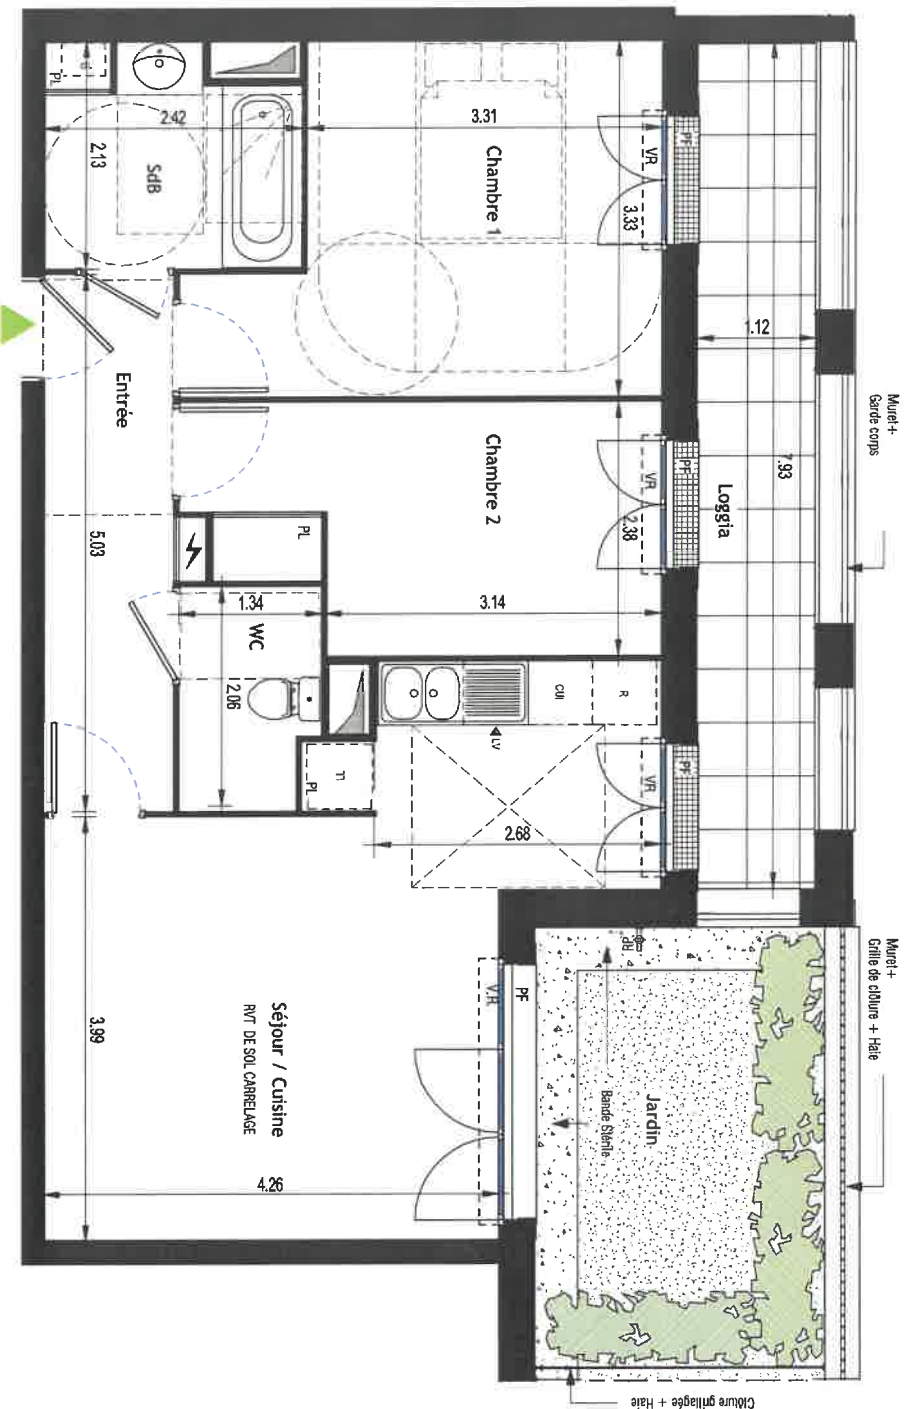 PL
2.42
2.13
SdB
3.31
Chambre 1
VR
PF
3.33
1.12
7.93
Loggia
Muret+
Garde corps
Entrée
Chambre 2
VR
PF
2.38
5.03
PL
3.14
1.34
WC
2.06
CUI
R
LV
PL
VR
PF
2.68
Muret+
Grille de clôture + Haie
RP
3.99
Séjour / Cuisine
RVT DE SOL CARRELAGE
V.R
PF
4.26
Jardin
Bande Stérile
Clôture grillagée + Haie